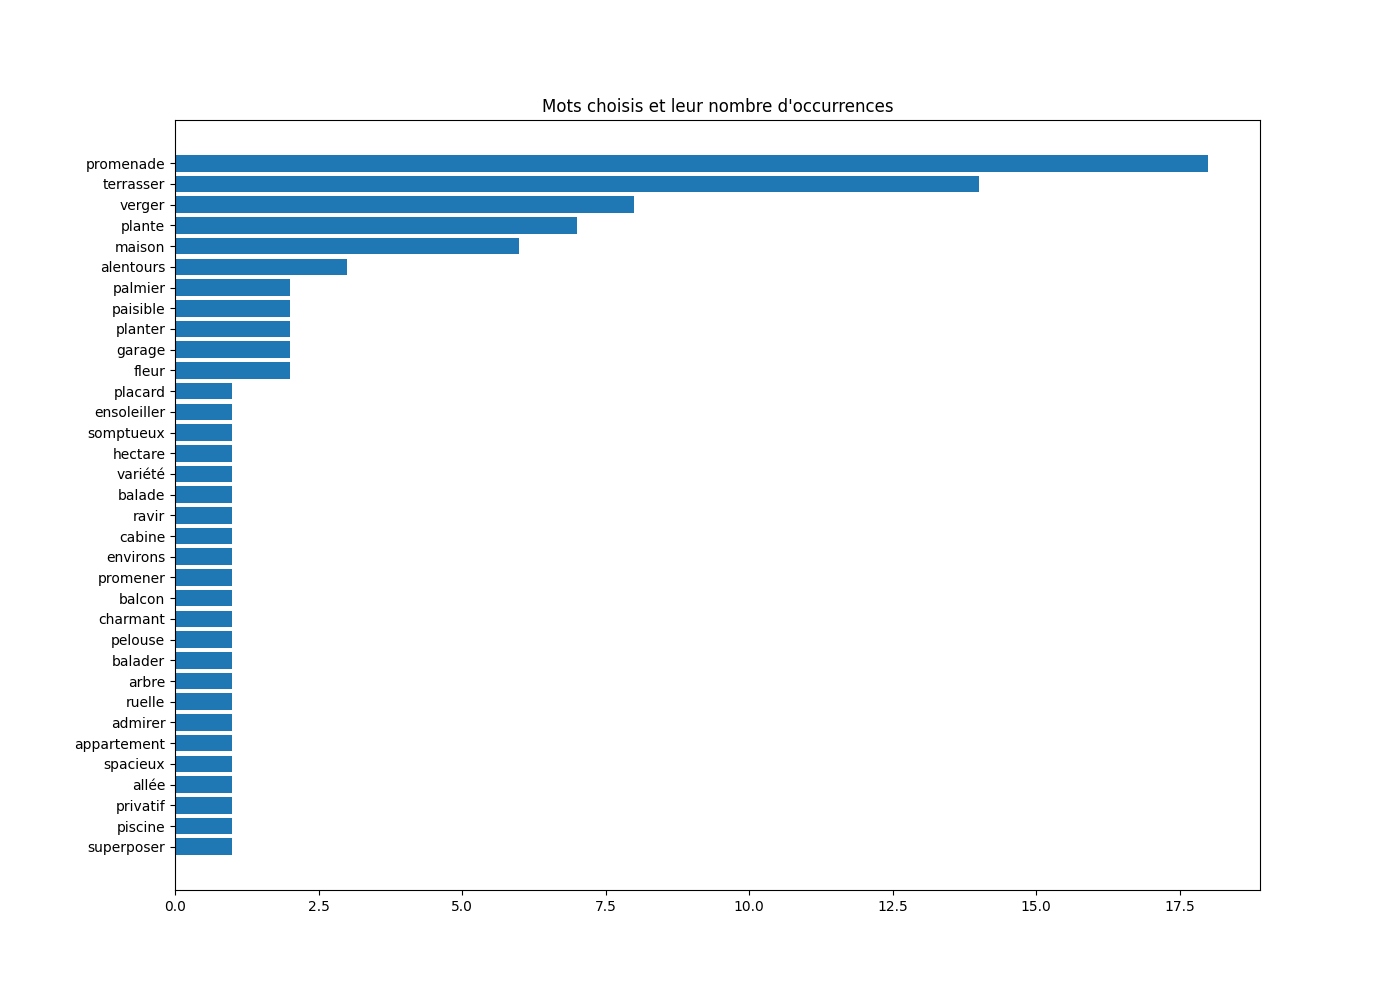 Mots choisis et leur nombre d'occurrences
promenade
terrasser
verger
plante
maison
alentours
palmier
paisible
planter
garage
fleur
placard
ensoleiller
somptueux
hectare
variété
balade
ravir
cabine
environs
promener
balcon
charmant
pelouse
balader
arbre
ruelle
admirer
appartement
spacieux
allée
privatif
piscine
superposer
0.0 2.5 5.0 7.5 10.0 12.5 15.0 17.5